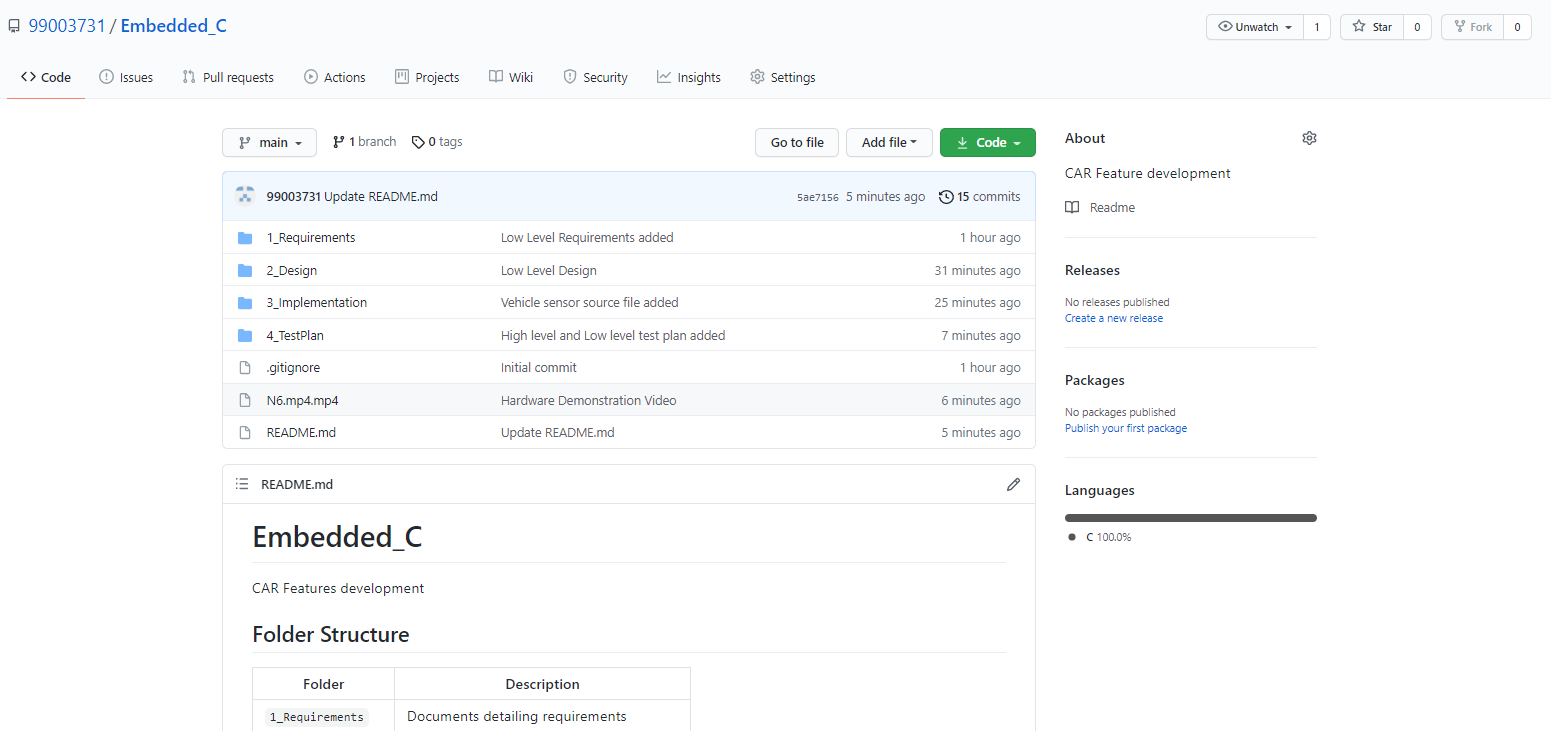 99003731 / Embedded_C
Unwatch 1 Star 0 Fork 0
Code Issues Pull requests Actions Projects Wiki Security Insights Settings
main 1 branch 0 tags Go to file Add file Code
99003731 Update README.md 5ae7156 5 minutes ago 15 commits
1_Requirements Low Level Requirements added 1 hour ago
2_Design Low Level Design 31 minutes ago
3_Implementation Vehicle sensor source file added 25 minutes ago
4_TestPlan High level and Low level test plan added 7 minutes ago
.gitignore Initial commit 1 hour ago
N6.mp4.mp4 Hardware Demonstration Video 6 minutes ago
README.md Update README.md 5 minutes ago
README.md
Embedded_C
CAR Features development
Folder Structure
Folder Description
1_Requirements Documents detailing requirements
About
CAR Feature development
Readme
Releases
No releases published
Create a new release
Packages
No packages published
Publish your first package
Languages
C 100.0%